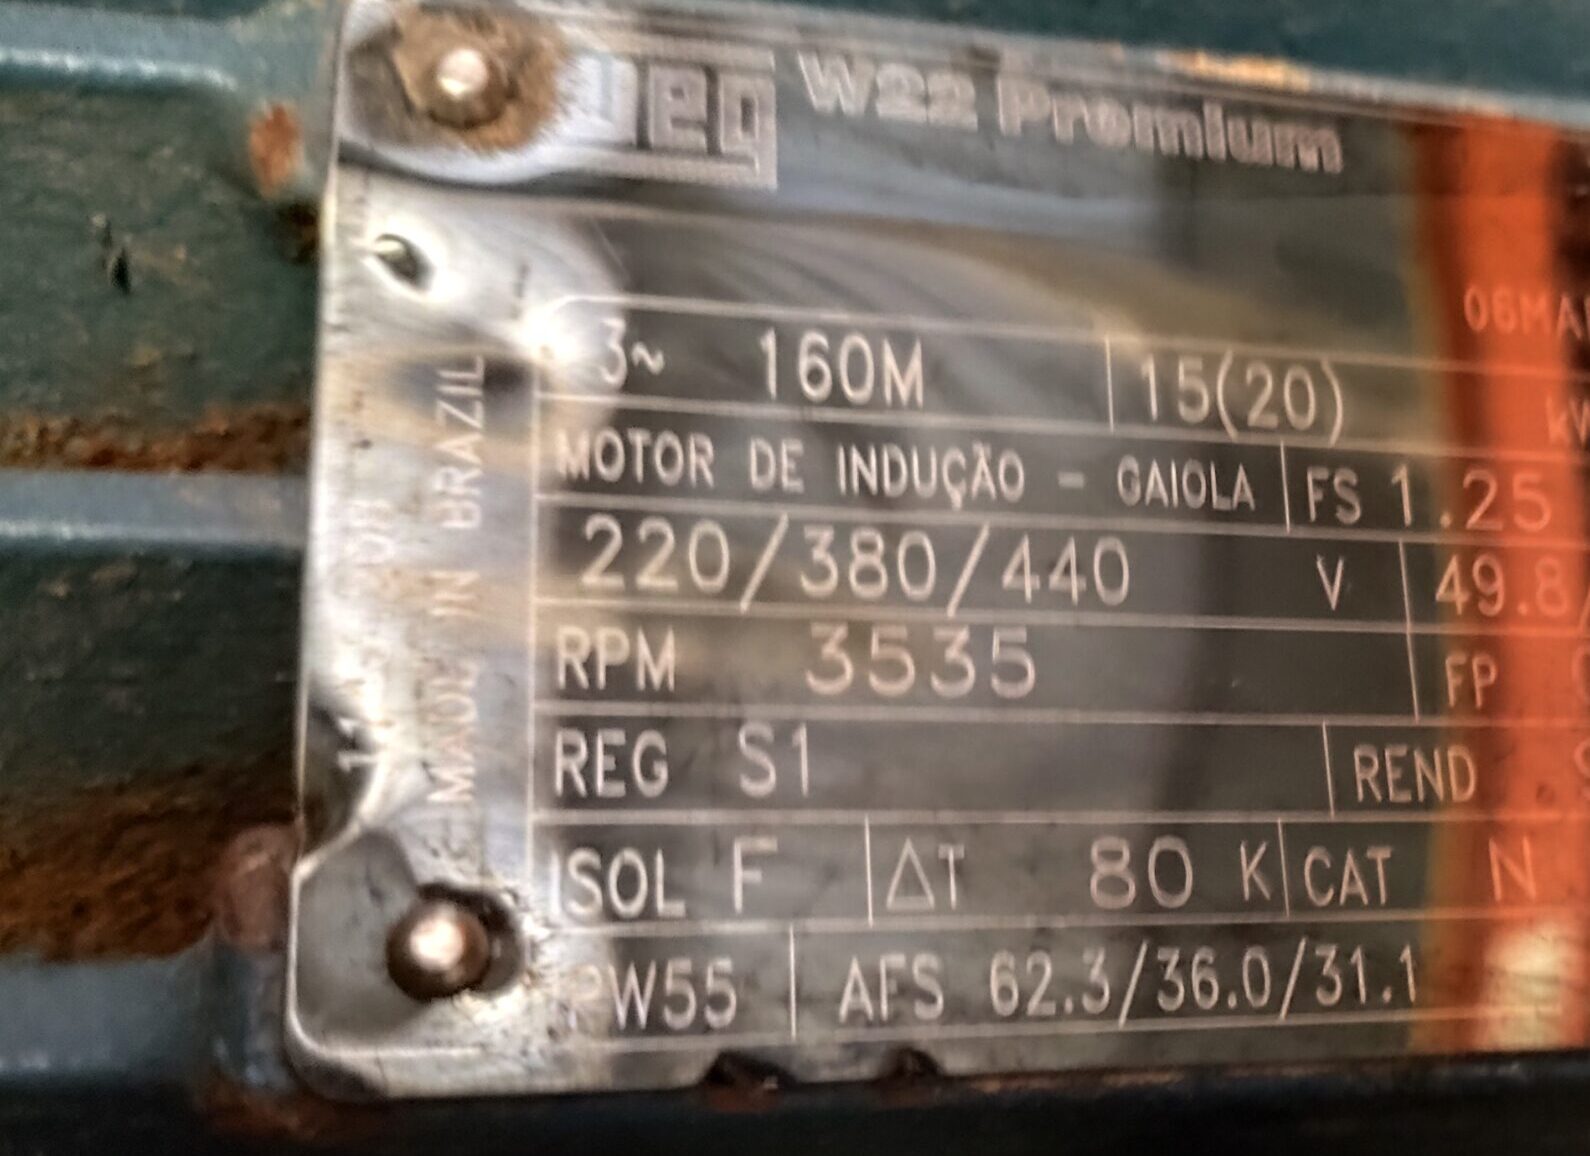 weg W22 Premium
06MA
3~ 160M 15(20)
MOTOR DE INDUÇÃO - GAIOLA FS 1.25
220/380/440 V 49.8/
RPM 3535 FP
REG S1 REND
ISOL F ΔT 80 K CAT N
IPW55 AFS 62.3/36.0/31.1
MADE IN BRAZIL